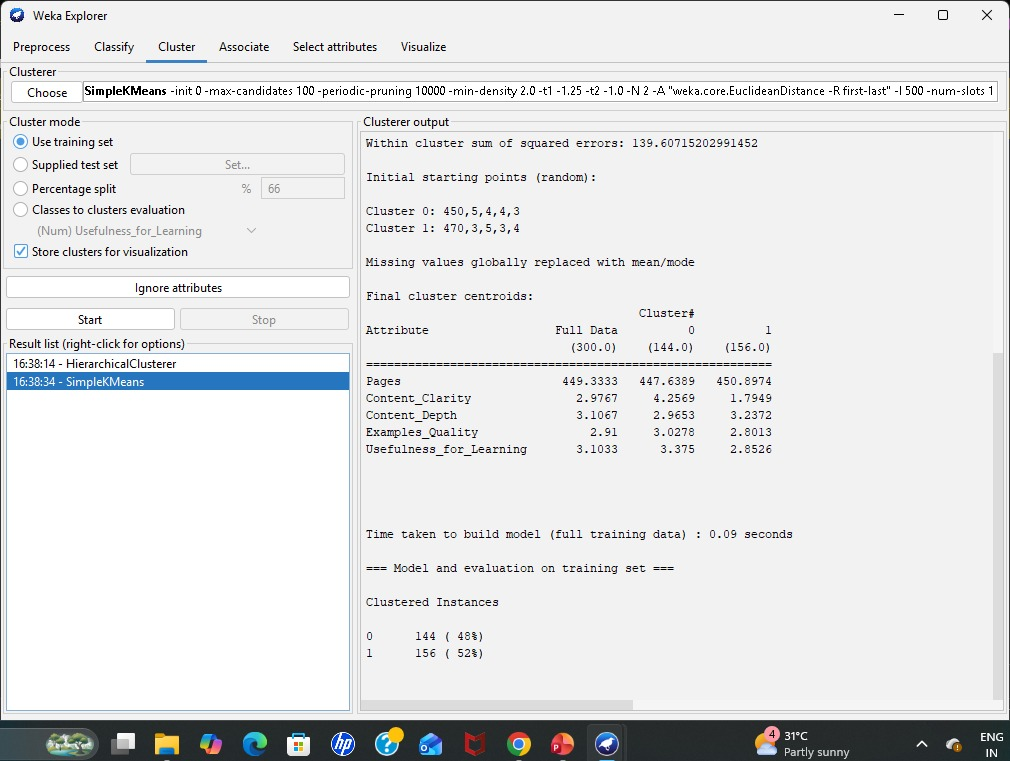 Weka Explorer
Preprocess Classify Cluster Associate Select attributes Visualize
Clusterer
Choose SimpleKMeans -init 0 -max-candidates 100 -periodic-pruning 10000 -min-density 2.0 -t1 -1.25 -t2 -1.0 -N 2 -A "weka.core.EuclideanDistance -R first-last" -I 500 -num-slots 1
Cluster mode
Use training set
Supplied test set Set...
Percentage split % 66
Classes to clusters evaluation
(Num) Usefulness_for_Learning
Store clusters for visualization
Ignore attributes
Start Stop
Result list (right-click for options)
16:38:14 - HierarchicalClusterer
16:38:34 - SimpleKMeans
Clusterer output
Within cluster sum of squared errors: 139.60715202991452
Initial starting points (random):
Cluster 0: 450,5,4,4,3
Cluster 1: 470,3,5,3,4
Missing values globally replaced with mean/mode
Final cluster centroids:
Cluster#
Attribute Full Data 0 1
(300.0) (144.0) (156.0)
==================================================================
Pages 449.3333 447.6389 450.8974
Content_Clarity 2.9767 4.2569 1.7949
Content_Depth 3.1067 2.9653 3.2372
Examples_Quality 2.91 3.0278 2.8013
Usefulness_for_Learning 3.1033 3.375 2.8526
Time taken to build model (full training data) : 0.09 seconds
=== Model and evaluation on training set ===
Clustered Instances
0 144 ( 48%)
1 156 ( 52%)
hp
4
31°C
Partly sunny
ENG
IN